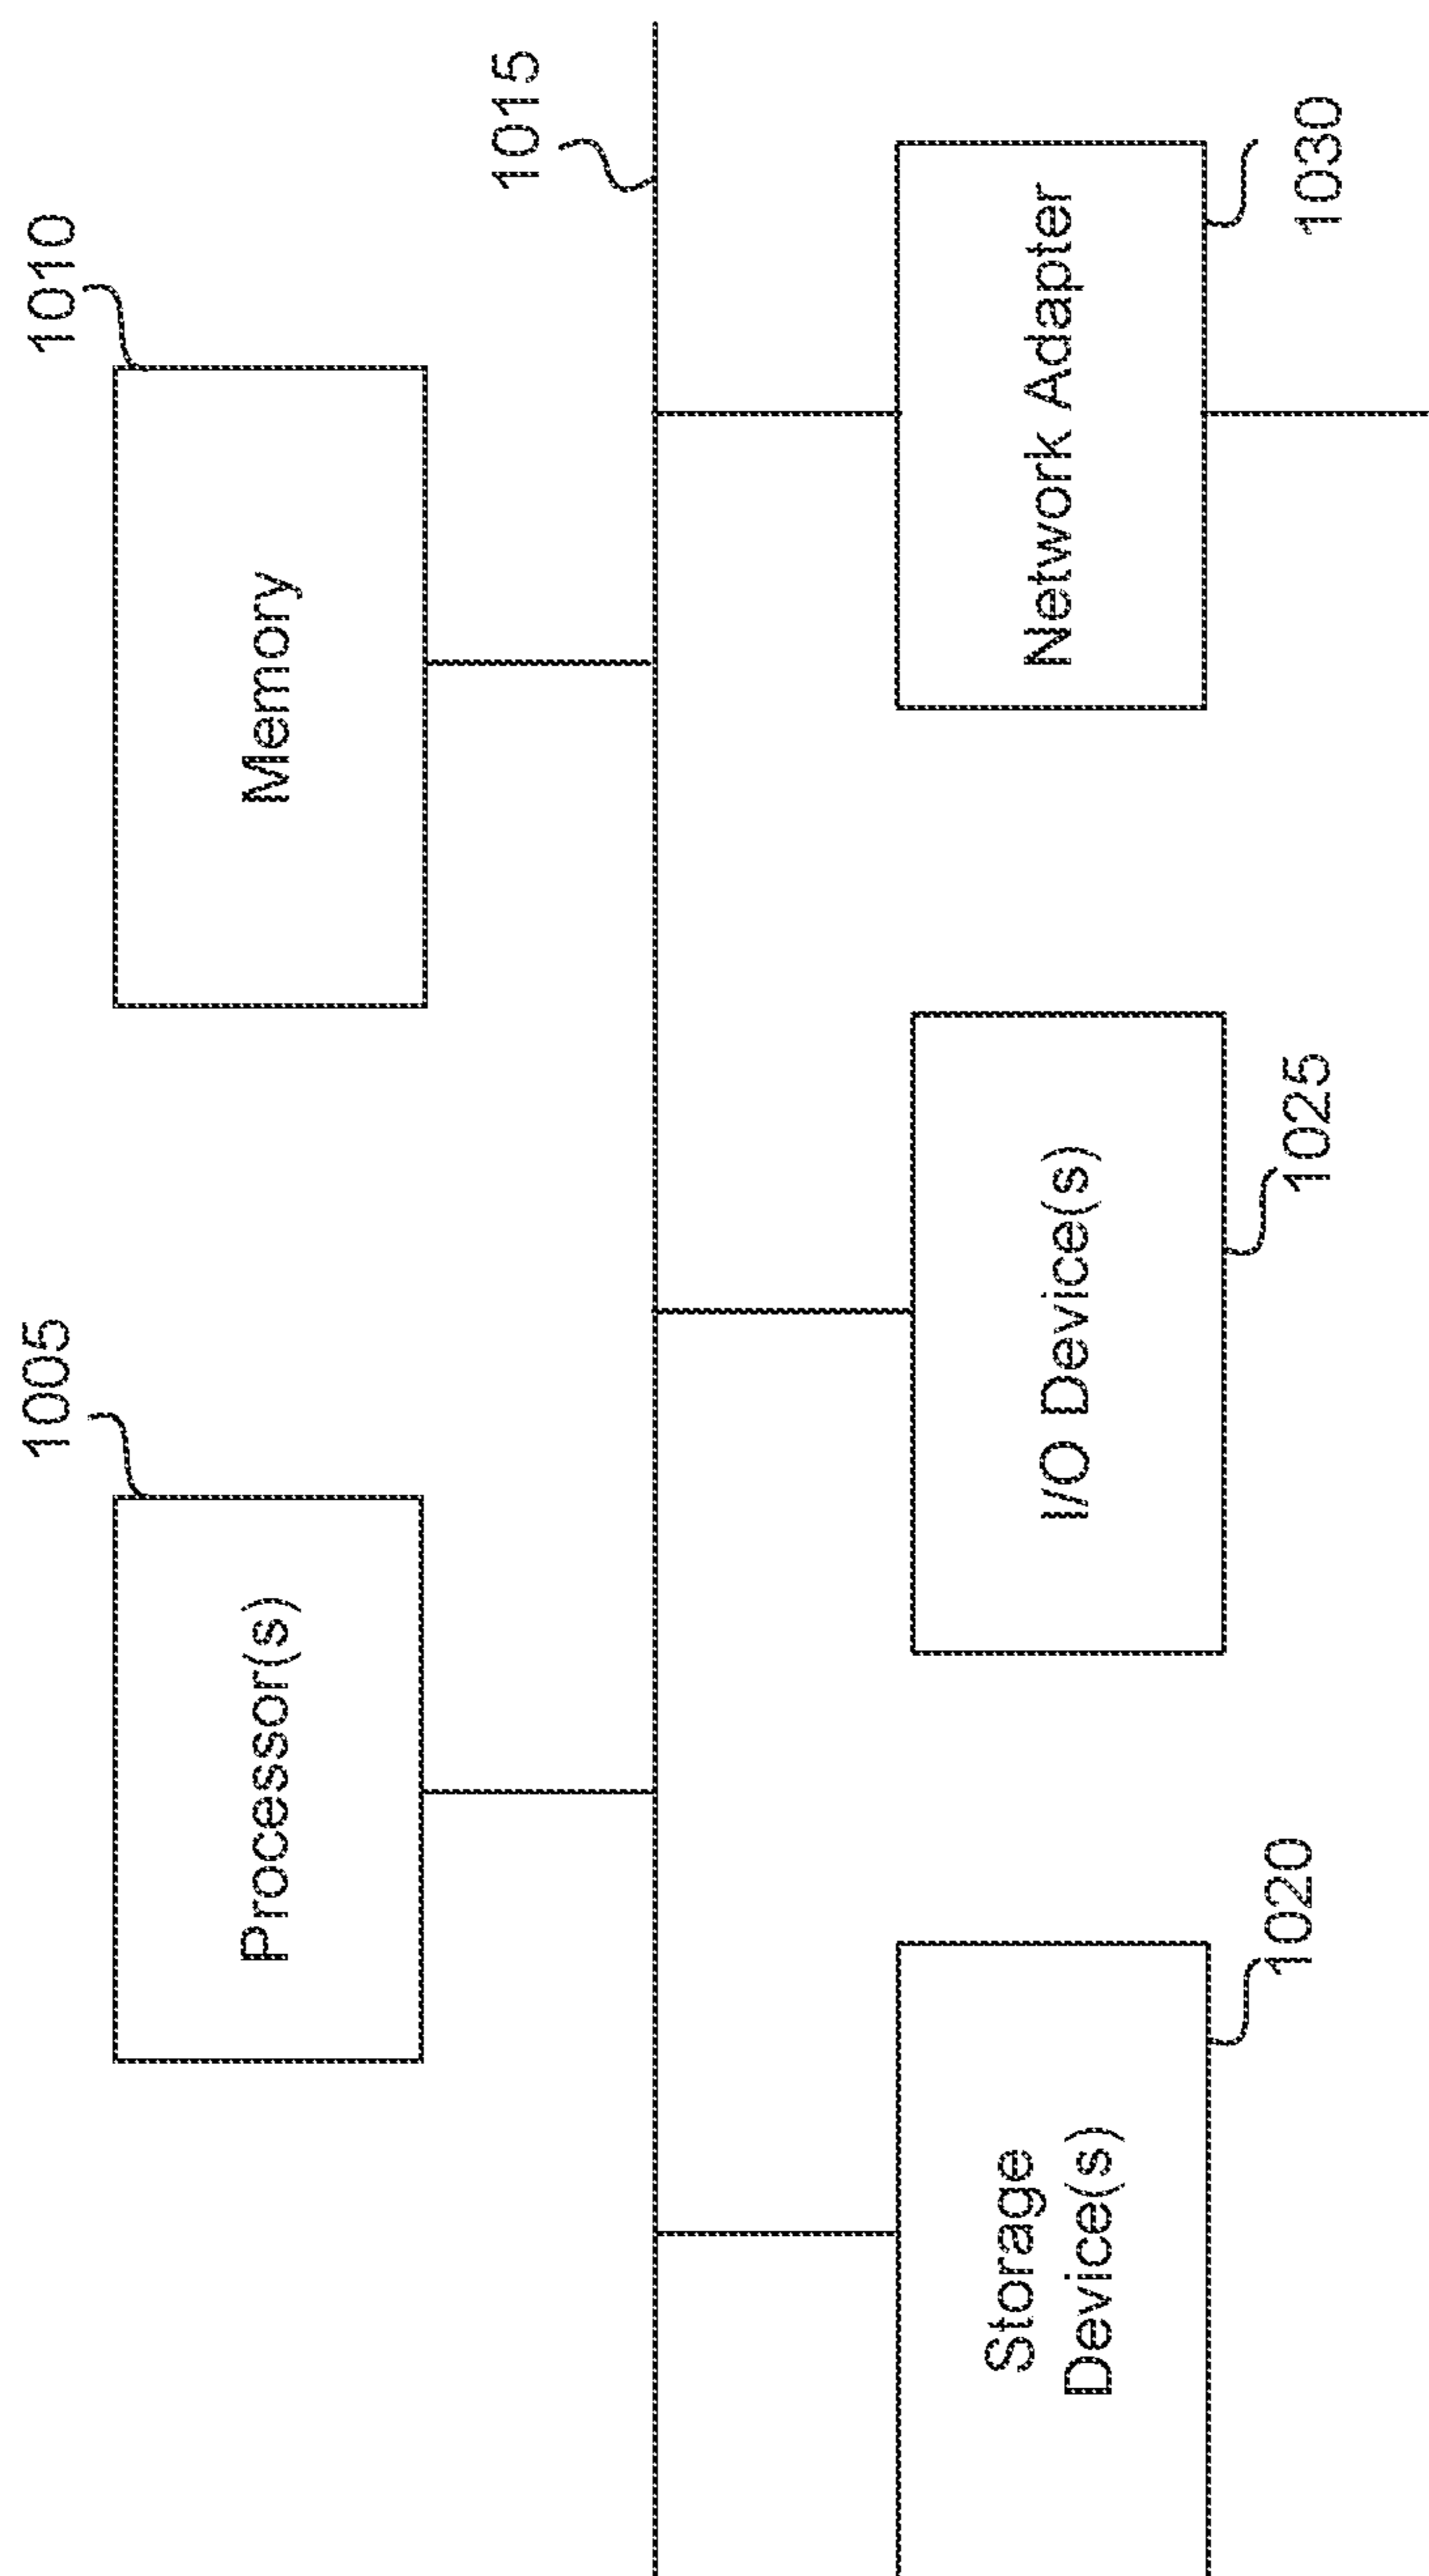 1005
1010
Processor(s)
Memory
1015
Storage
Device(s)
I/O Device(s)
Network Adapter
1020
1025
1030